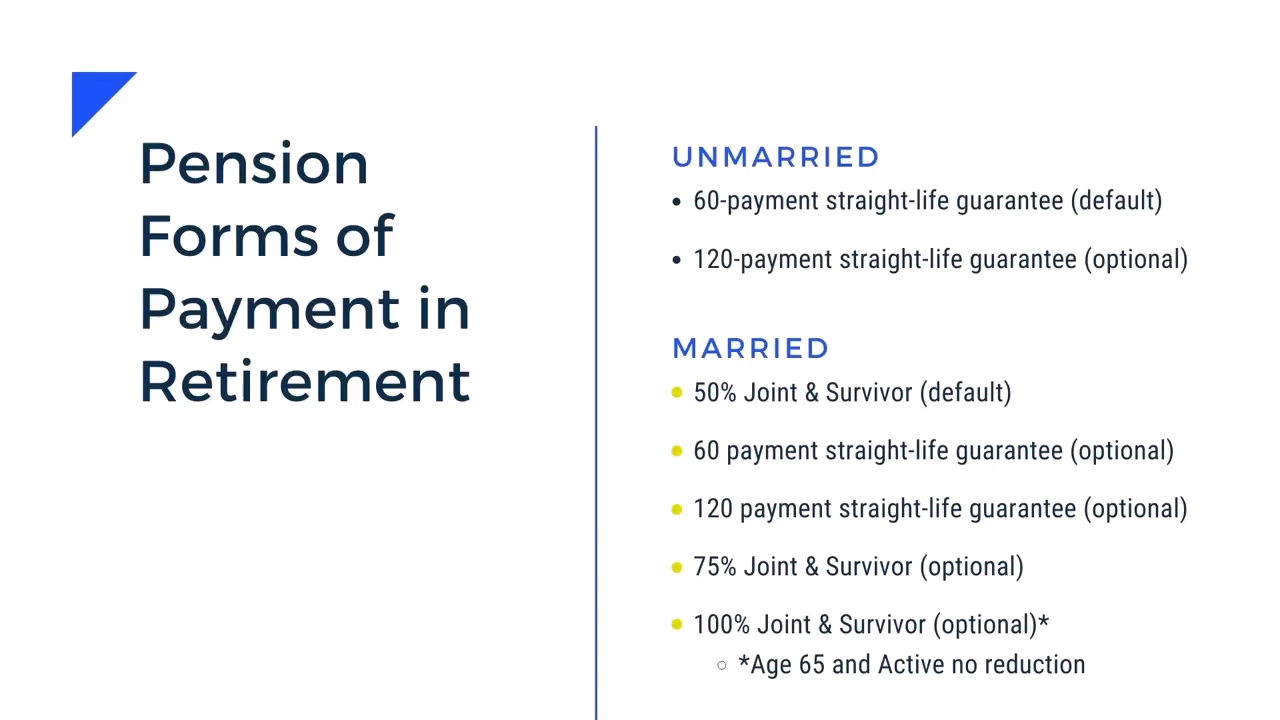 Pension
Forms of
Payment in
Retirement
UNMARRIED
• 60-payment straight-life guarantee (default)
• 120-payment straight-life guarantee (optional)
MARRIED
• 50% Joint & Survivor (default)
• 60 payment straight-life guarantee (optional)
• 120 payment straight-life guarantee (optional)
• 75% Joint & Survivor (optional)
• 100% Joint & Survivor (optional)*
○ *Age 65 and Active no reduction